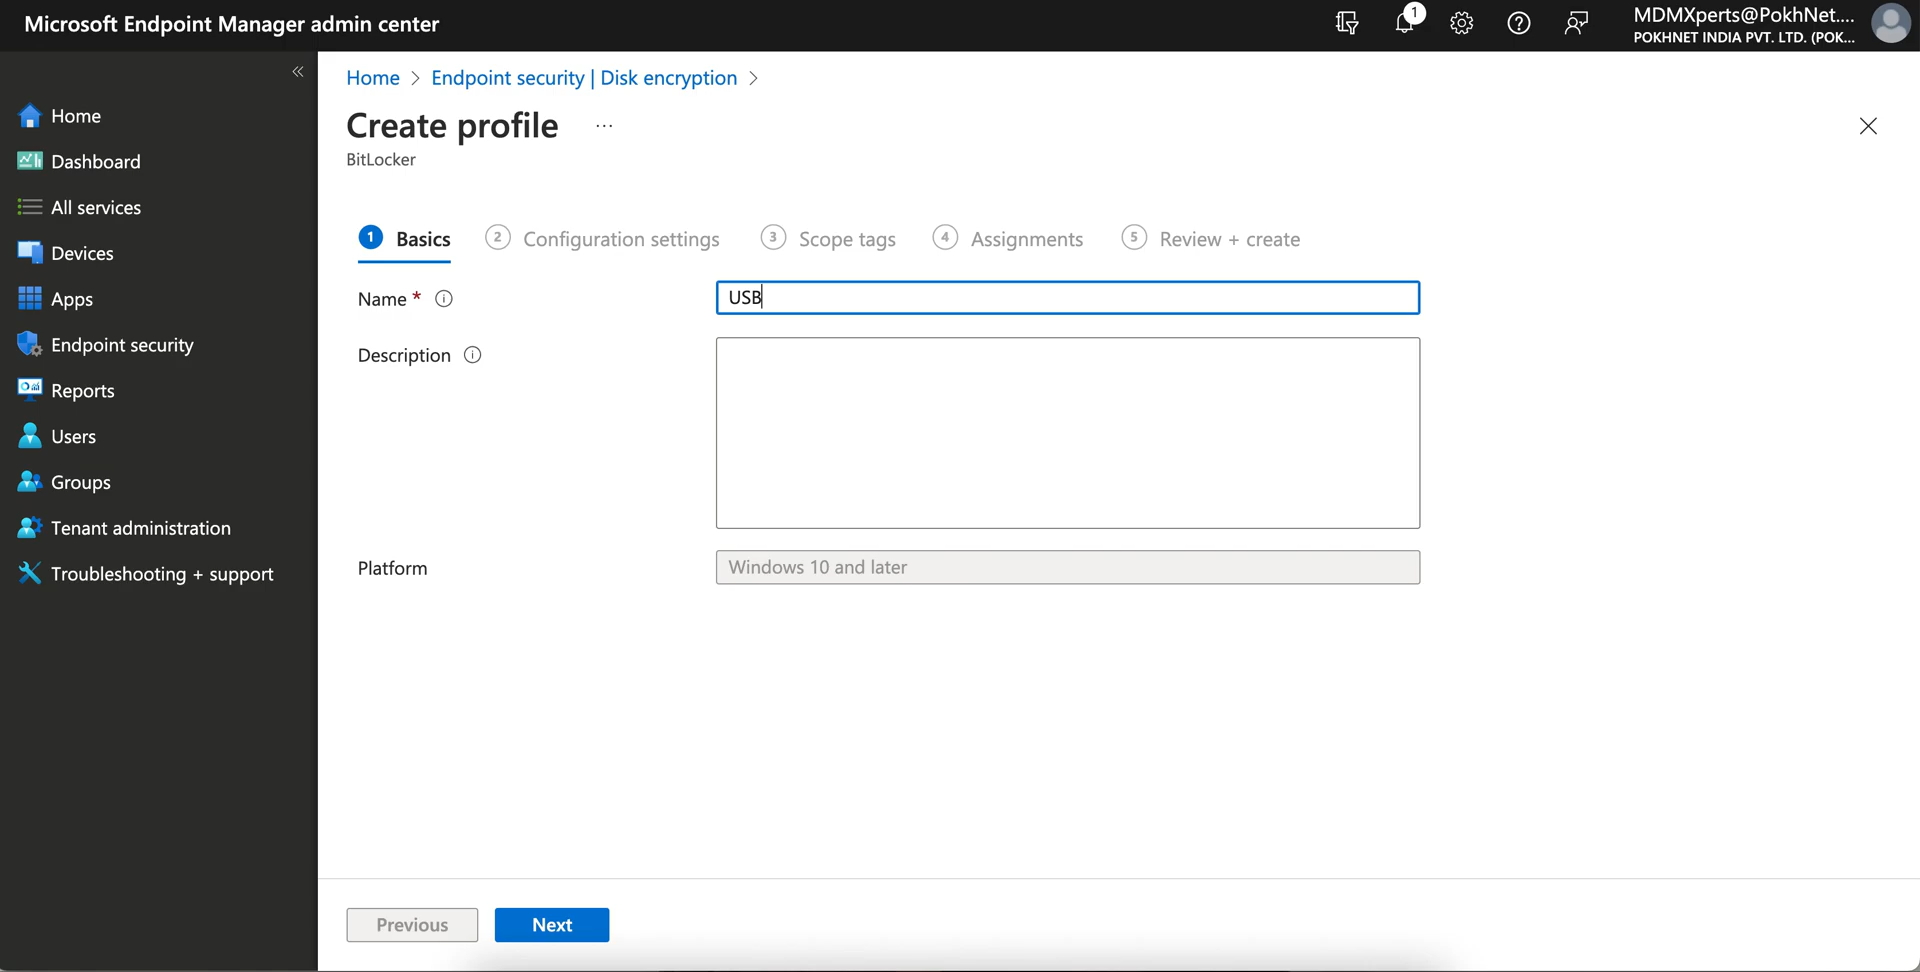 Microsoft Endpoint Manager admin center
1
MDMXperts@PokhNet....
POKHNET INDIA PVT. LTD. (POK...
«
Home
Dashboard
All services
Devices
Apps
Endpoint security
Reports
Users
Groups
Tenant administration
Troubleshooting + support
Home > Endpoint security | Disk encryption >
Create profile ...
BitLocker
1 Basics 2 Configuration settings 3 Scope tags 4 Assignments 5 Review + create
Name *
USB
Description
Platform
Windows 10 and later
Previous
Next